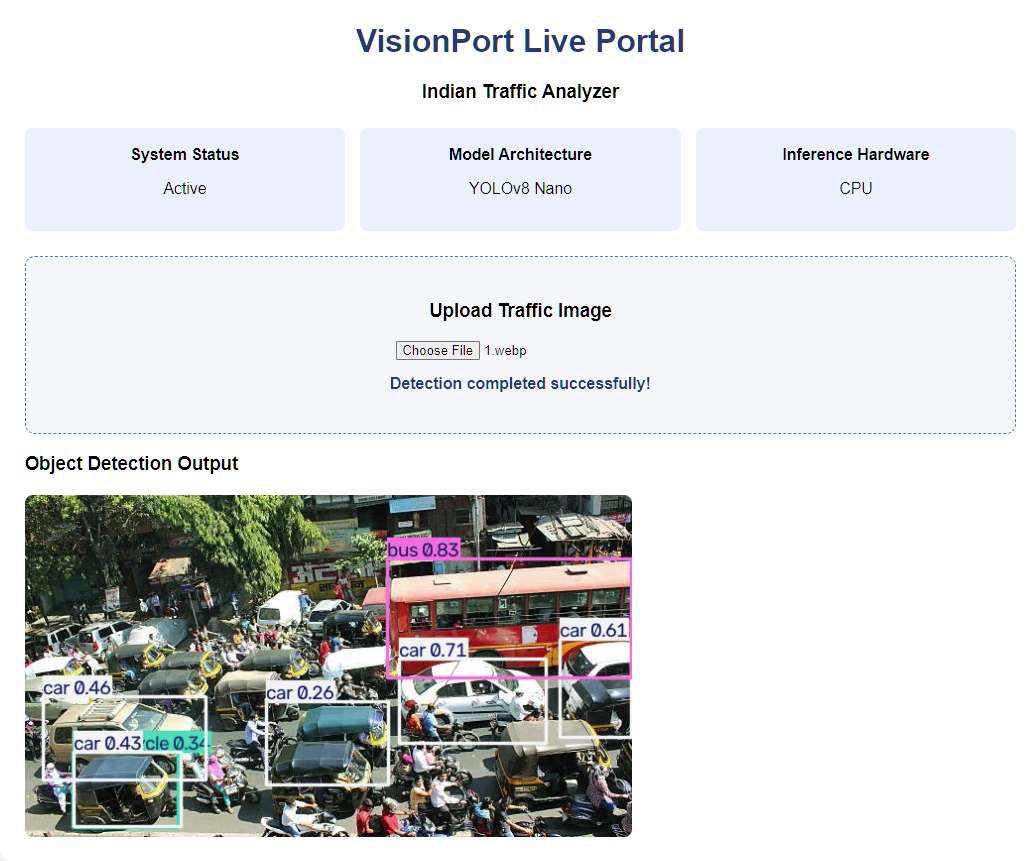 VisionPort Live Portal
Indian Traffic Analyzer
System Status
Active
Model Architecture
YOLOv8 Nano
Inference Hardware
CPU
Upload Traffic Image
Choose File 1.webp
Detection completed successfully!
Object Detection Output
bus 0.83
car 0.61
car 0.71
car 0.46
car 0.26
car 0.43
cle 0.34